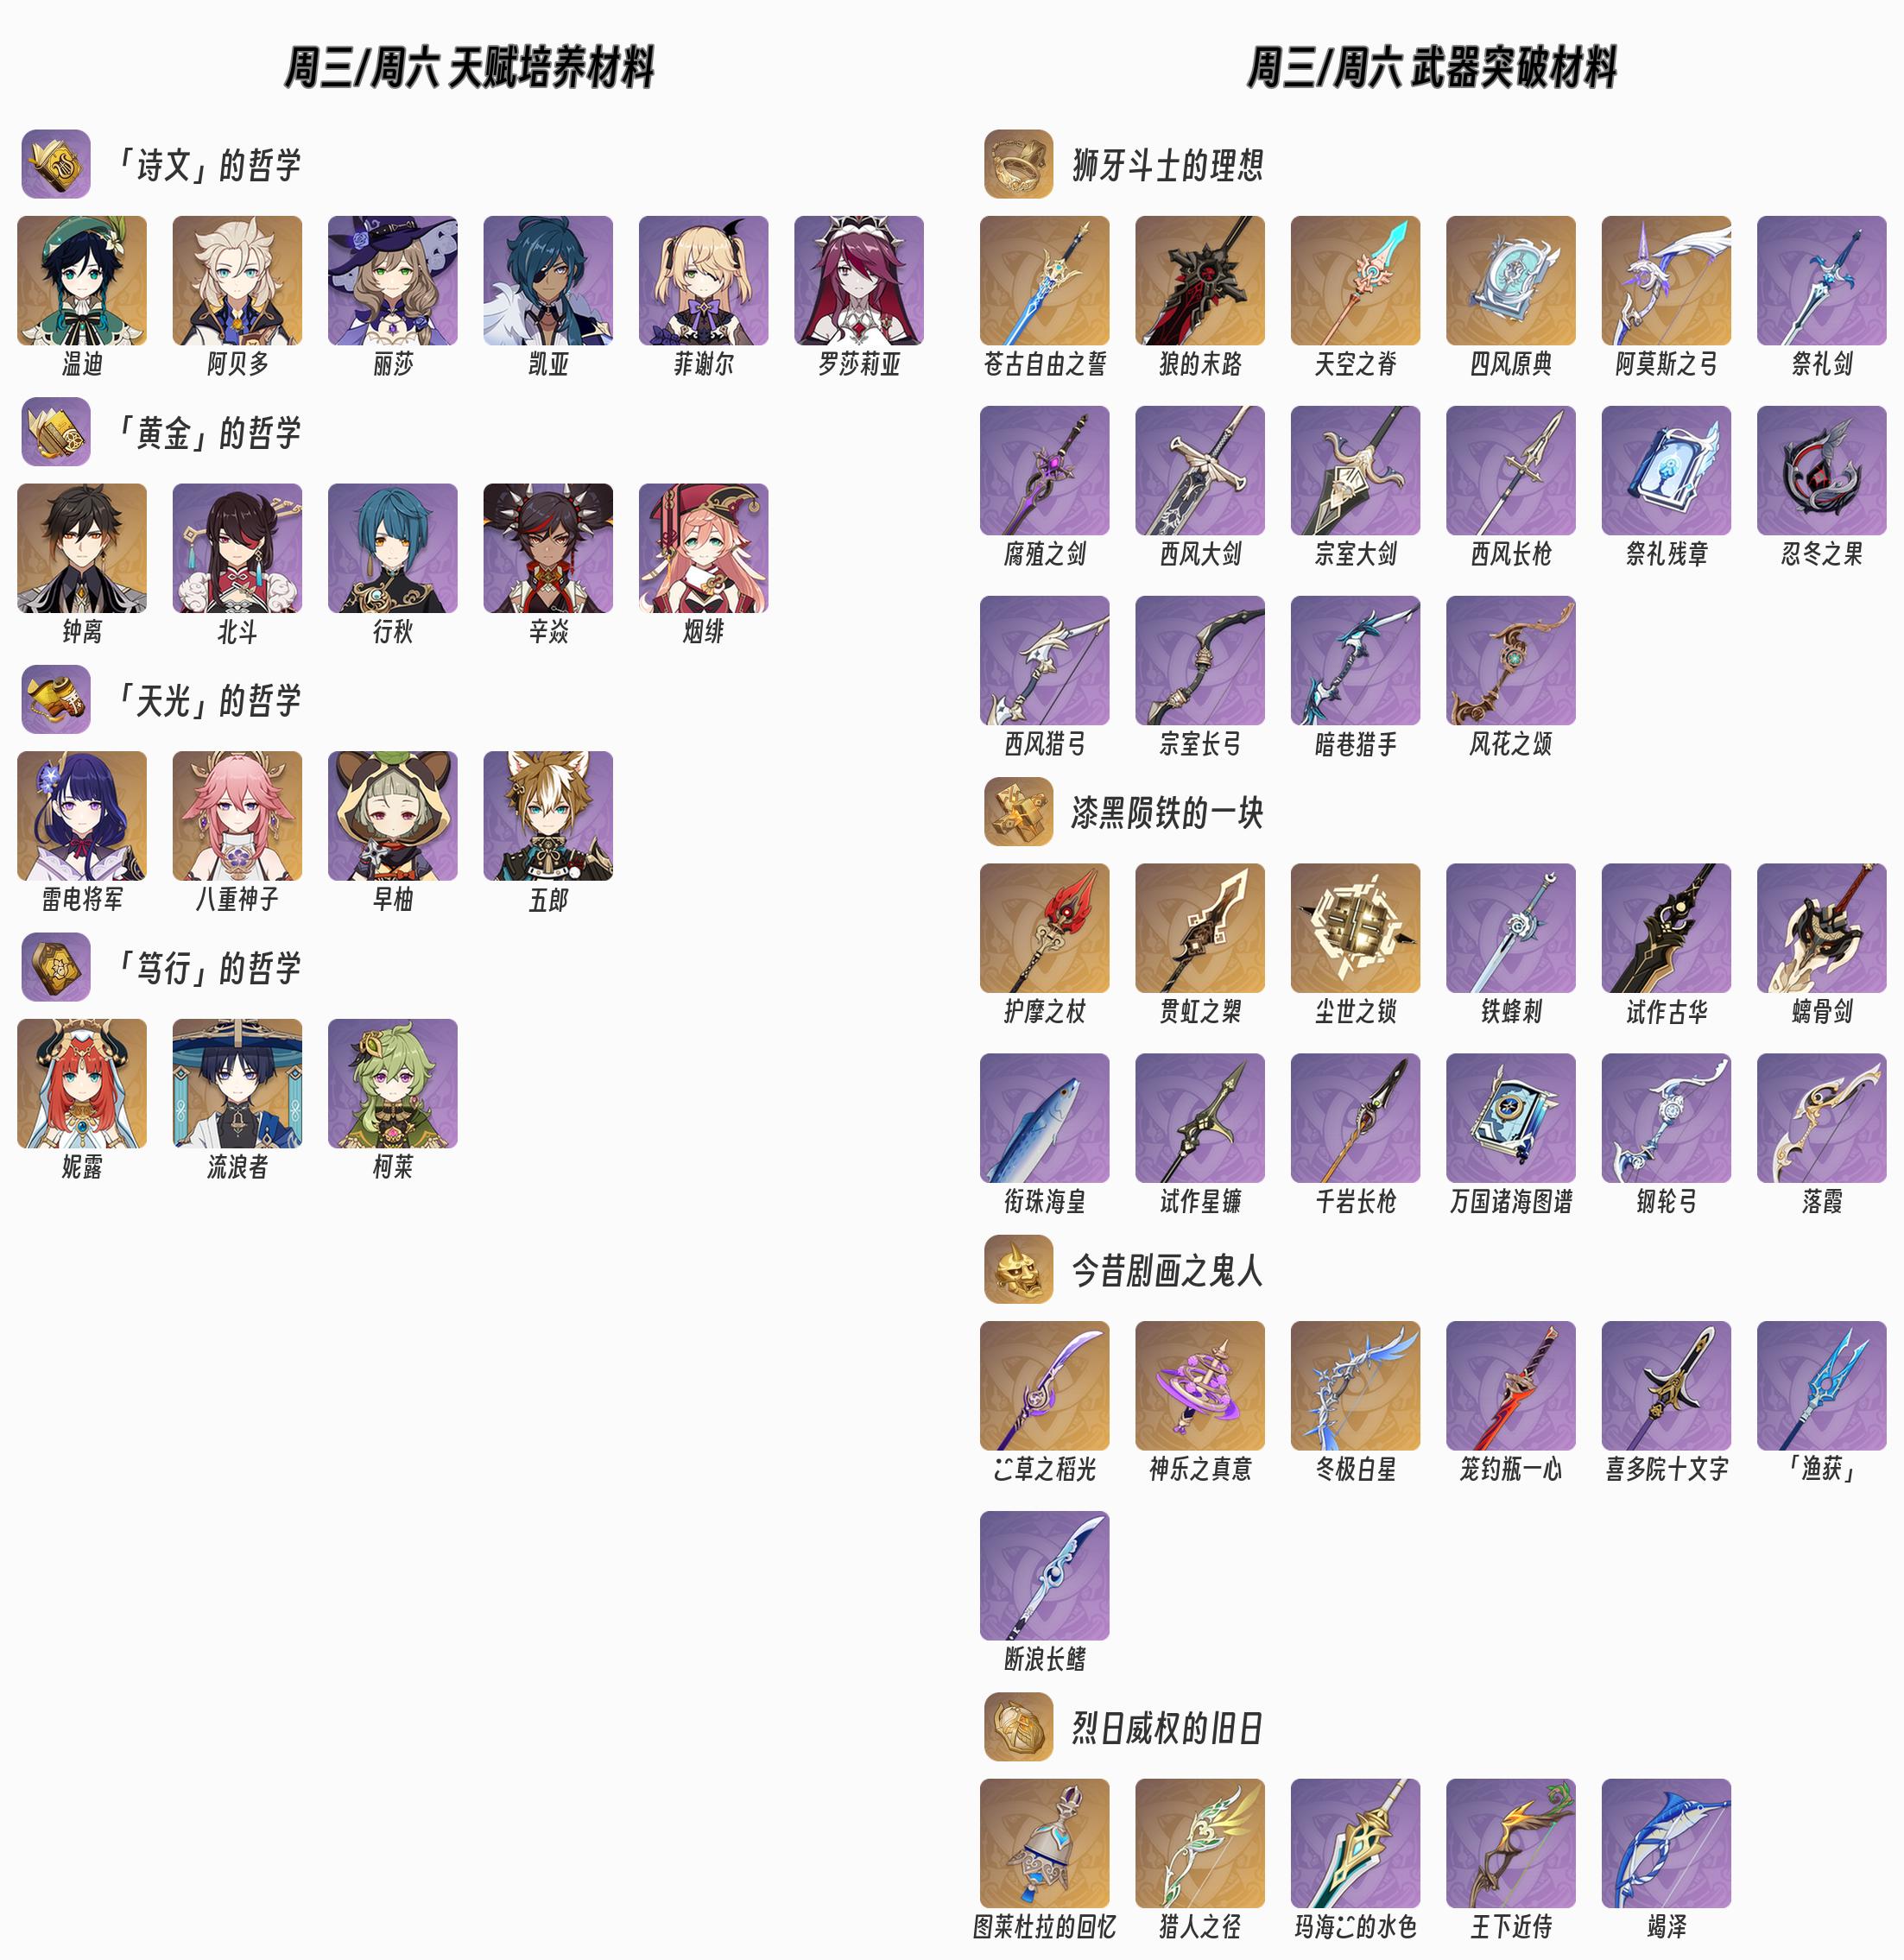 周三/周六 天赋培养材料
「诗文」的哲学
温迪 阿贝多 丽莎 凯亚 菲谢尔 罗莎莉亚
「黄金」的哲学
钟离 北斗 行秋 辛焱 烟绯
「天光」的哲学
雷电将军 八重神子 早柚 五郎
「笃行」的哲学
妮露 流浪者 柯莱
周三/周六 武器突破材料
狮牙斗士的理想
苍古自由之誓 狼的末路 天空之脊 四风原典 阿莫斯之弓 祭礼剑
腐殖之剑 西风大剑 宗室大剑 西风长枪 祭礼残章 忍冬之果
西风猎弓 宗室长弓 暗巷猎手 风花之颂
漆黑陨铁的一块
护摩之杖 贯虹之槊 尘世之锁 铁蜂刺 试作古华 螭骨剑
衔珠海皇 试作星镰 千岩长枪 万国诸海图谱 钢轮弓 落霞
今昔剧画之鬼人
草之稻光 神乐之真意 冬极白星 笼钓瓶一心 喜多院十文字 「渔获」
断浪长鳍
烈日威权的旧日
图莱杜拉的回忆 猎人之径 玛海的水色 王下近侍 竭泽